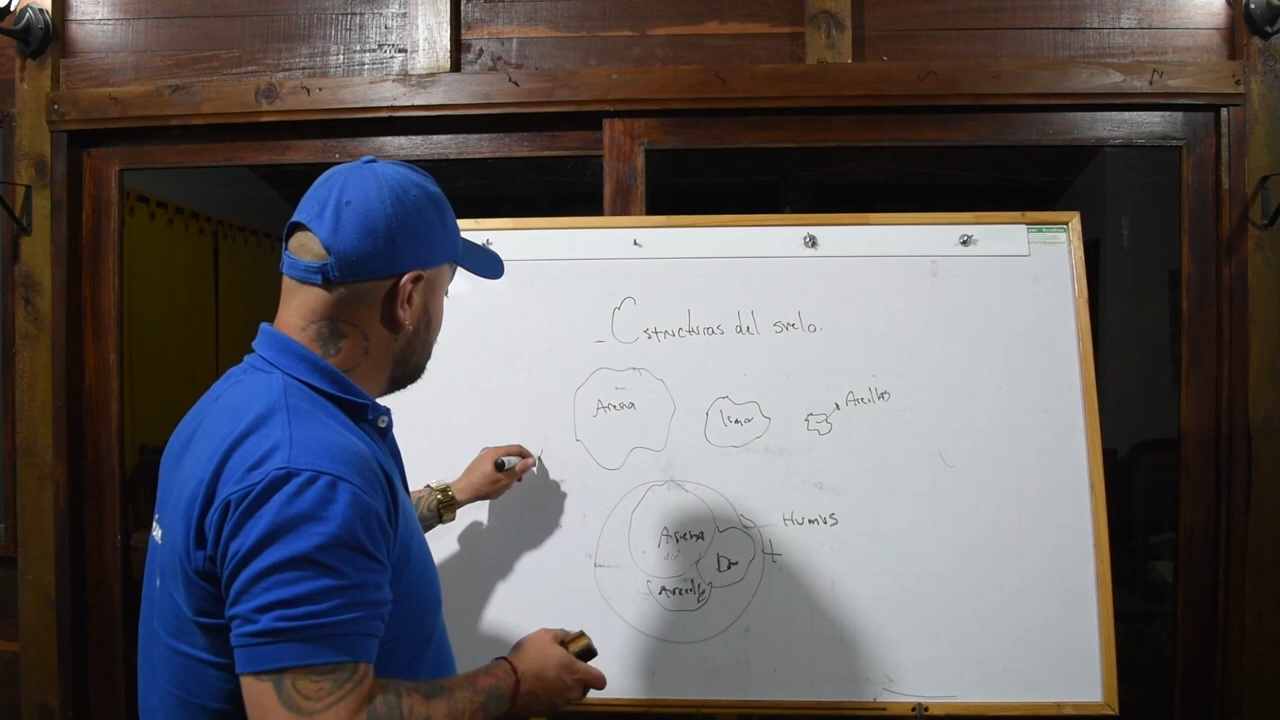 - Estructuras del suelo.
Arena
Limo
Arcillas
Humus
Arena
+
Arcilla